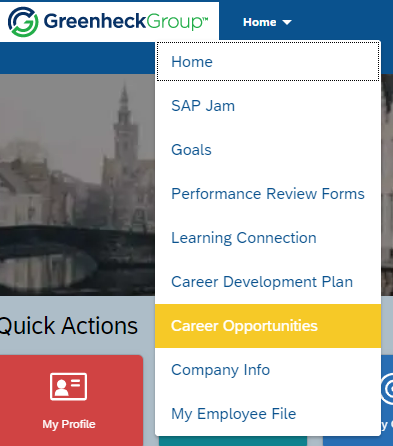 GreenheckGroup™
Home
Home
SAP Jam
Goals
Performance Review Forms
Learning Connection
Career Development Plan
Career Opportunities
Company Info
My Employee File
Quick Actions
My Profile